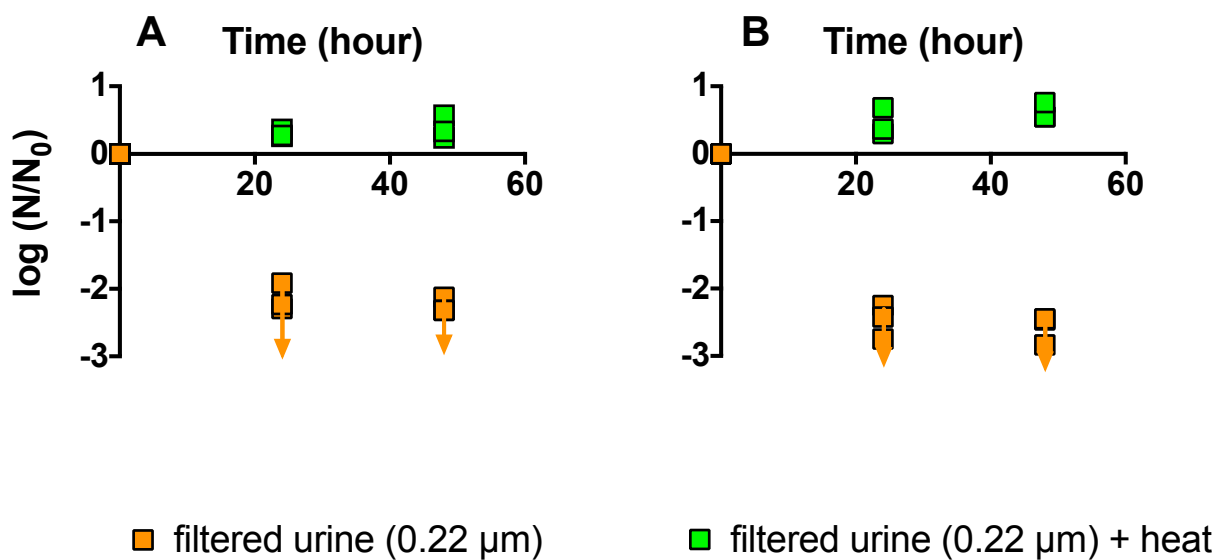 A Time (hour)
B Time (hour)
log (N/N0)
1
0
-1
-2
-3
20 40 60
1
0
-1
-2
-3
20 40 60
filtered urine (0.22 μm)
filtered urine (0.22 μm) + heat